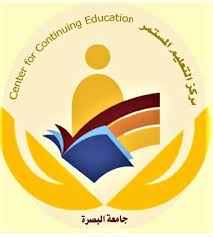 Center for Continuing Education
مركز التعليم المستمر
جامعة البصرة